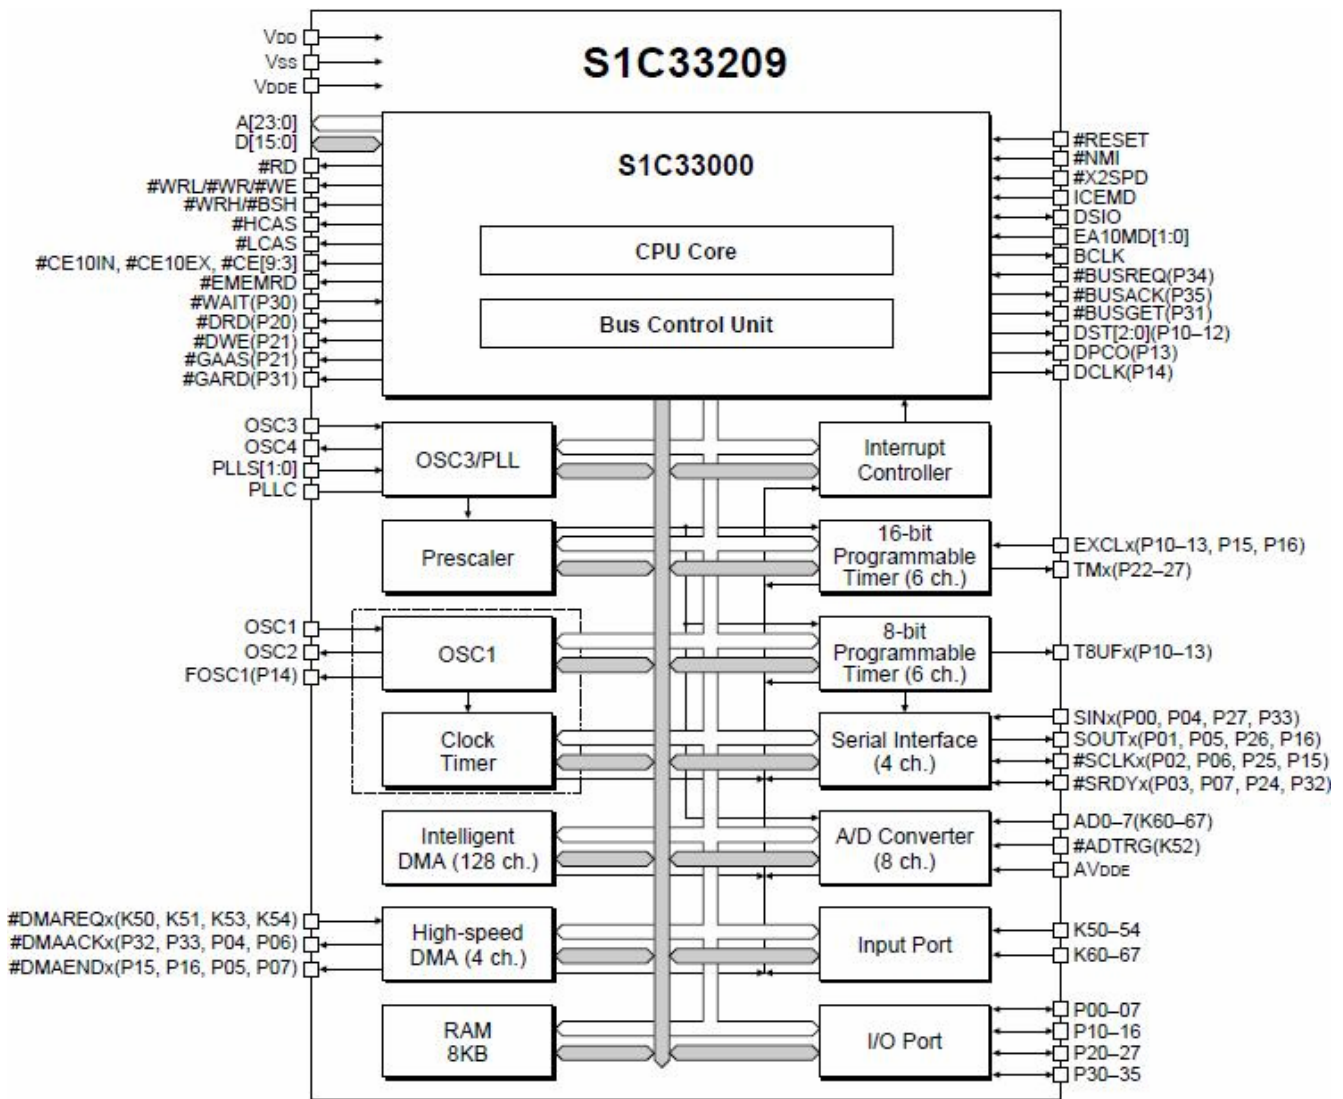 S1C33209
VDD
VSS
VDDE
A[23:0]
D[15:0]
#RD
#WRL/#WR/#WE
#WRH/#BSH
#HCAS
#LCAS
#CE10IN, #CE10EX, #CE[9:3]
#EMEMRD
#WAIT(P30)
#DRD(P20)
#DWE(P21)
#GAAS(P21)
#GARD(P31)
S1C33000
CPU Core
Bus Control Unit
#RESET
#NMI
#X2SPD
ICEMD
DSIO
EA10MD[1:0]
BCLK
#BUSREQ(P34)
#BUSACK(P35)
#BUSGET(P31)
DST[2:0](P10–12)
DPCO(P13)
DCLK(P14)
OSC3
OSC4
PLLS[1:0]
PLLC
OSC3/PLL
Interrupt
Controller
Prescaler
16-bit
Programmable
Timer (6 ch.)
EXCLx(P10–13, P15, P16)
TMx(P22–27)
OSC1
OSC2
FOSC1(P14)
OSC1
8-bit
Programmable
Timer (6 ch.)
T8UFx(P10–13)
Clock
Timer
Serial Interface
(4 ch.)
SINx(P00, P04, P27, P33)
SOUTx(P01, P05, P26, P16)
#SCLKx(P02, P06, P25, P15)
#SRDYx(P03, P07, P24, P32)
Intelligent
DMA (128 ch.)
A/D Converter
(8 ch.)
AD0–7(K60–67)
#ADTRG(K52)
AVDDE
#DMAREQx(K50, K51, K53, K54)
#DMAACKx(P32, P33, P04, P06)
#DMAENDx(P15, P16, P05, P07)
High-speed
DMA (4 ch.)
Input Port
K50–54
K60–67
RAM
8KB
I/O Port
P00–07
P10–16
P20–27
P30–35